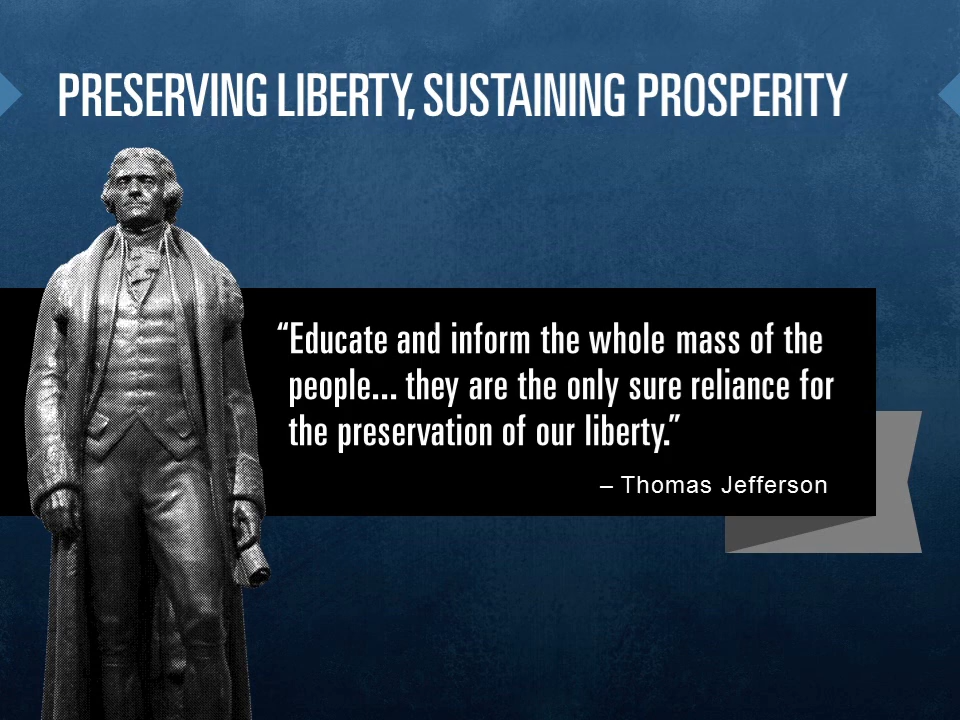 PRESERVING LIBERTY, SUSTAINING PROSPERITY
“Educate and inform the whole mass of the
people... they are the only sure reliance for
the preservation of our liberty.”
– Thomas Jefferson